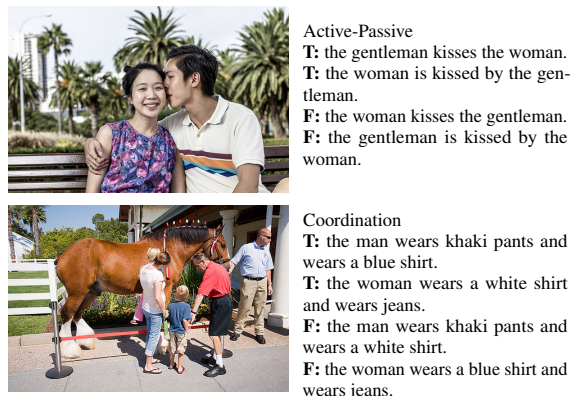 Active-Passive
T: the gentleman kisses the woman.
T: the woman is kissed by the gen-
tleman.
F: the woman kisses the gentleman.
F: the gentleman is kissed by the
woman.
Coordination
T: the man wears khaki pants and
wears a blue shirt.
T: the woman wears a white shirt
and wears jeans.
F: the man wears khaki pants and
wears a white shirt.
F: the woman wears a blue shirt and
wears jeans.